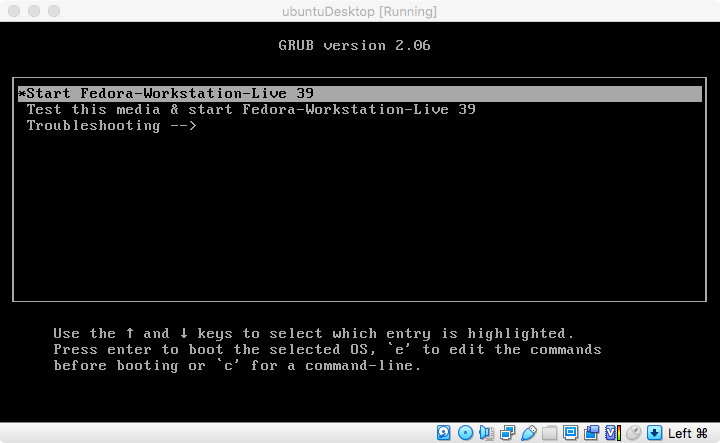 ubuntuDesktop [Running]
GRUB version 2.06
*Start Fedora-Workstation-Live 39
Test this media & start Fedora-Workstation-Live 39
Troubleshooting -->
Use the ↑ and ↓ keys to select which entry is highlighted.
Press enter to boot the selected OS, `e' to edit the commands
before booting or `c' for a command-line.
Left ⌘